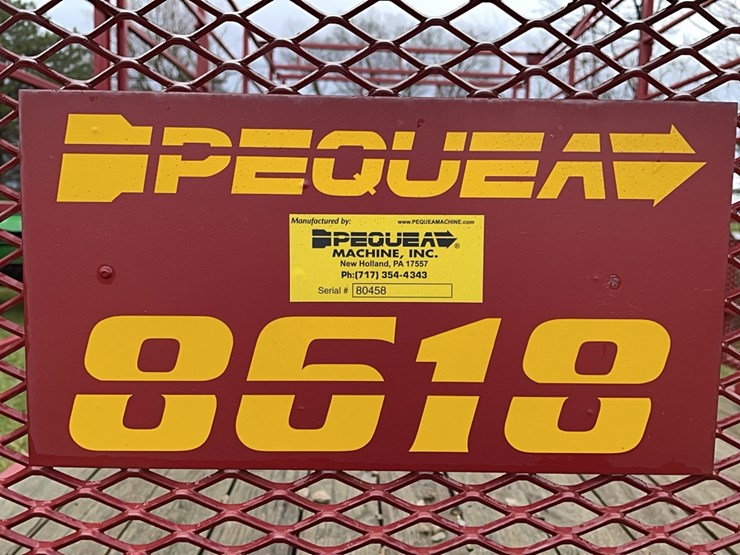 PEQUEA
Manufactured by: www.PEQUEAMACHINE.com
PEQUEA®
MACHINE, INC.
New Holland, PA 17557
Ph:(717) 354-4343
Serial # 80458
8618